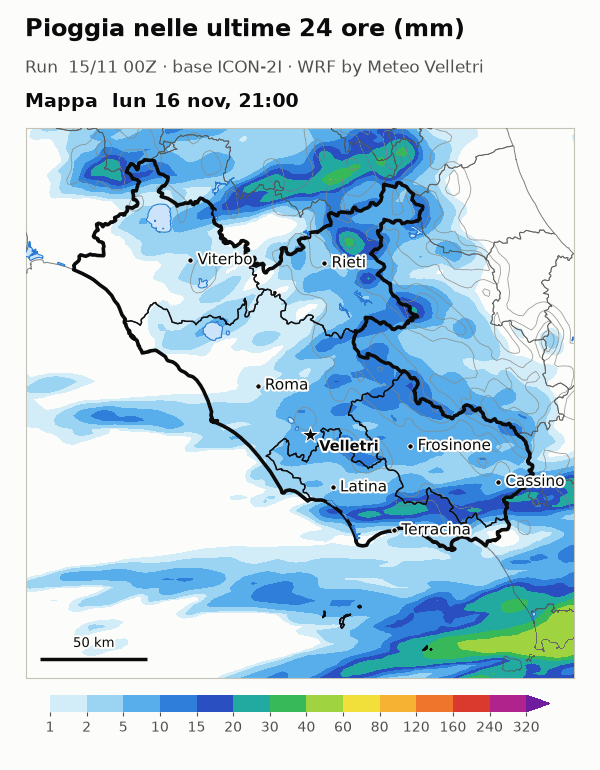 Pioggia nelle ultime 24 ore (mm)
Run 15/11 00Z · base ICON-2I · WRF by Meteo Velletri
Mappa lun 16 nov, 21:00
Viterbo
Rieti
Roma
Velletri
Frosinone
Latina
Cassino
Terracina
50 km
1 2 5 10 15 20 30 40 60 80 120 160 240 320